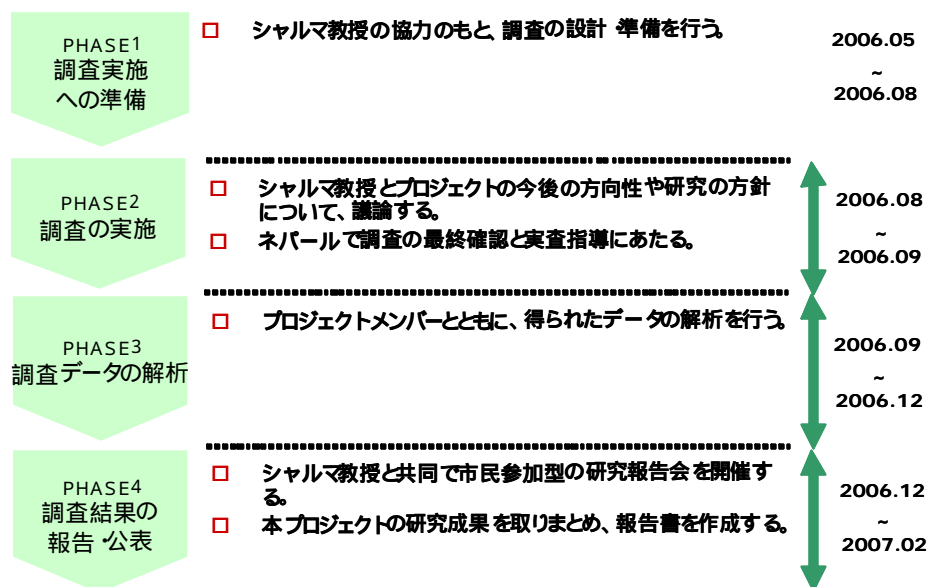 PHASE1
調査実施
への準備
□ シャルマ教授の協力のもと、調査の設計・準備を行う。
2006.05
~
2006.08
PHASE2
調査の実施
□ シャルマ教授とプロジェクトの今後の方向性や研究の方針
について、議論する。
□ ネパールで調査の最終確認と実査指導にあたる。
2006.08
~
2006.09
PHASE3
調査データの解析
□ プロジェクトメンバーとともに、得られたデータの解析を行う。
2006.09
~
2006.12
PHASE4
調査結果の
報告・公表
□ シャルマ教授と共同で市民参加型の研究報告会を開催す
る。
□ 本プロジェクトの研究成果を取りまとめ、報告書を作成する。
2006.12
~
2007.02